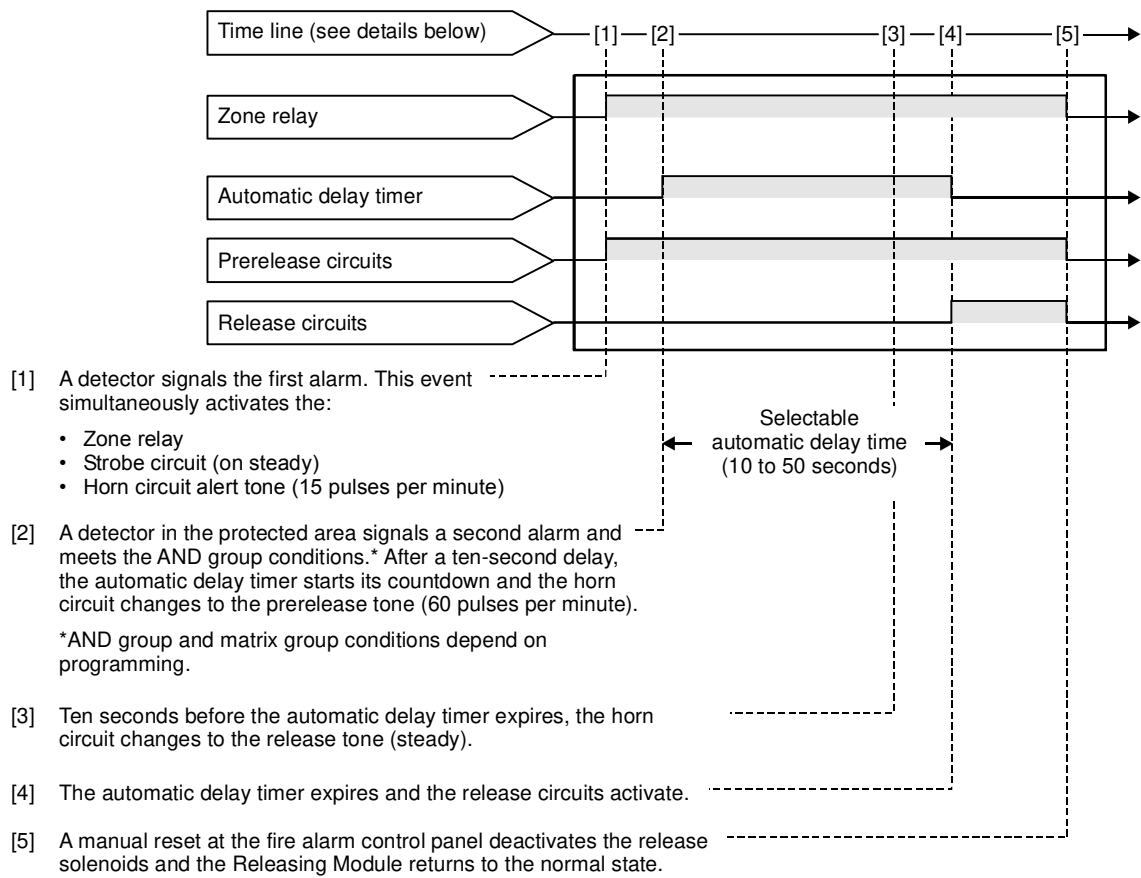 Time line (see details below)
[1] [2] [3] [4] [5]
Zone relay
Automatic delay timer
Prerelease circuits
Release circuits
[1] A detector signals the first alarm. This event
simultaneously activates the:
• Zone relay
• Strobe circuit (on steady)
• Horn circuit alert tone (15 pulses per minute)
Selectable
automatic delay time
(10 to 50 seconds)
[2] A detector in the protected area signals a second alarm and
meets the AND group conditions.* After a ten-second delay,
the automatic delay timer starts its countdown and the horn
circuit changes to the prerelease tone (60 pulses per minute).
*AND group and matrix group conditions depend on
programming.
[3] Ten seconds before the automatic delay timer expires, the horn
circuit changes to the release tone (steady).
[4] The automatic delay timer expires and the release circuits activate.
[5] A manual reset at the fire alarm control panel deactivates the release
solenoids and the Releasing Module returns to the normal state.